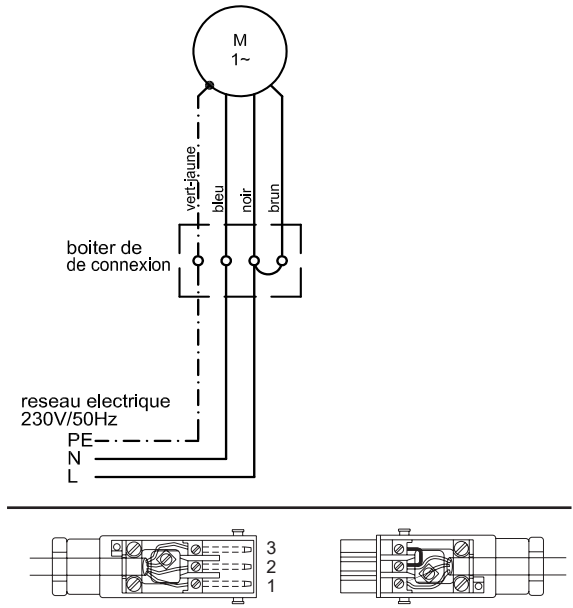 M
1~
vert-jaune
bleu
noir
brun
boiter de
de connexion
reseau electrique
230V/50Hz
PE
N
L
3
2
1